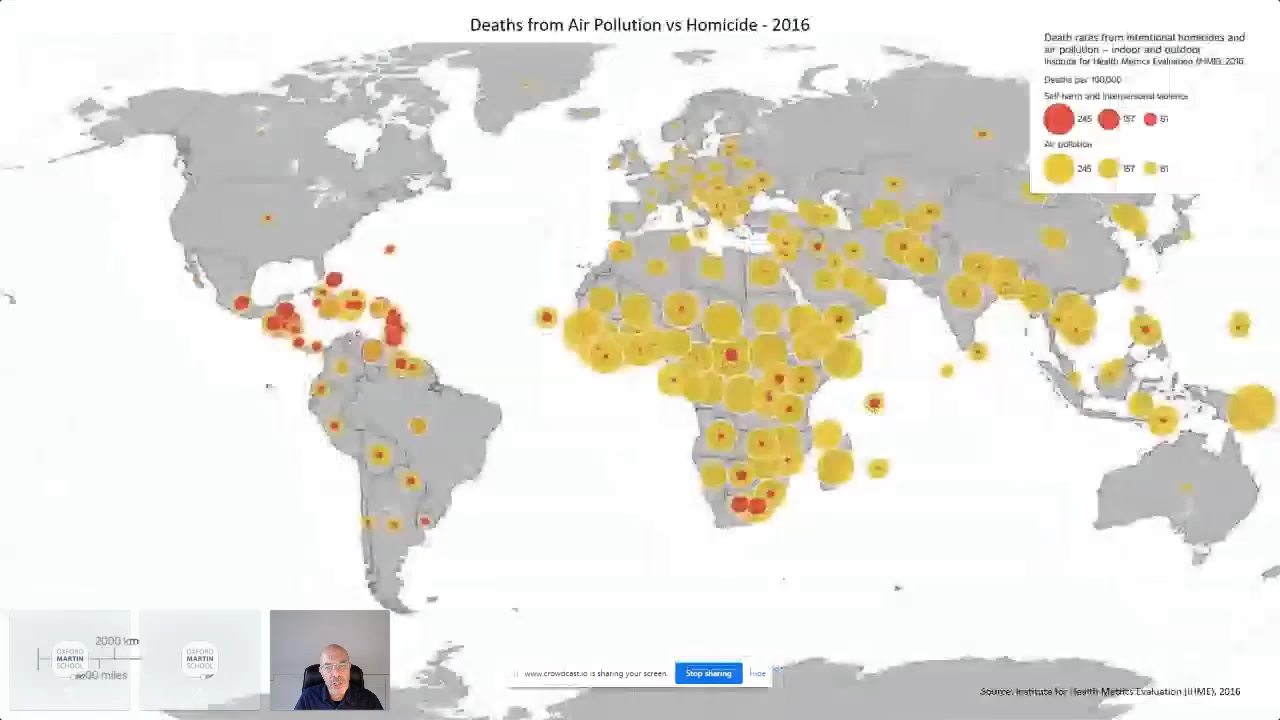 Deaths from Air Pollution vs Homicide - 2016
Death rates from intentional homicides and
air pollution – indoor and outdoor
Institute for Health Metrics Evaluation (IHME), 2016
Deaths per 100,000
Self-harm and interpersonal violence
245 157 61
Air pollution
245 157 61
2000 km
miles
OXFORD
MARTIN
SCHOOL
OXFORD
MARTIN
SCHOOL
www.crowdcast.io is sharing your screen.
Stop sharing
Hide
Source: Institute for Health Metrics Evaluation (IHME), 2016